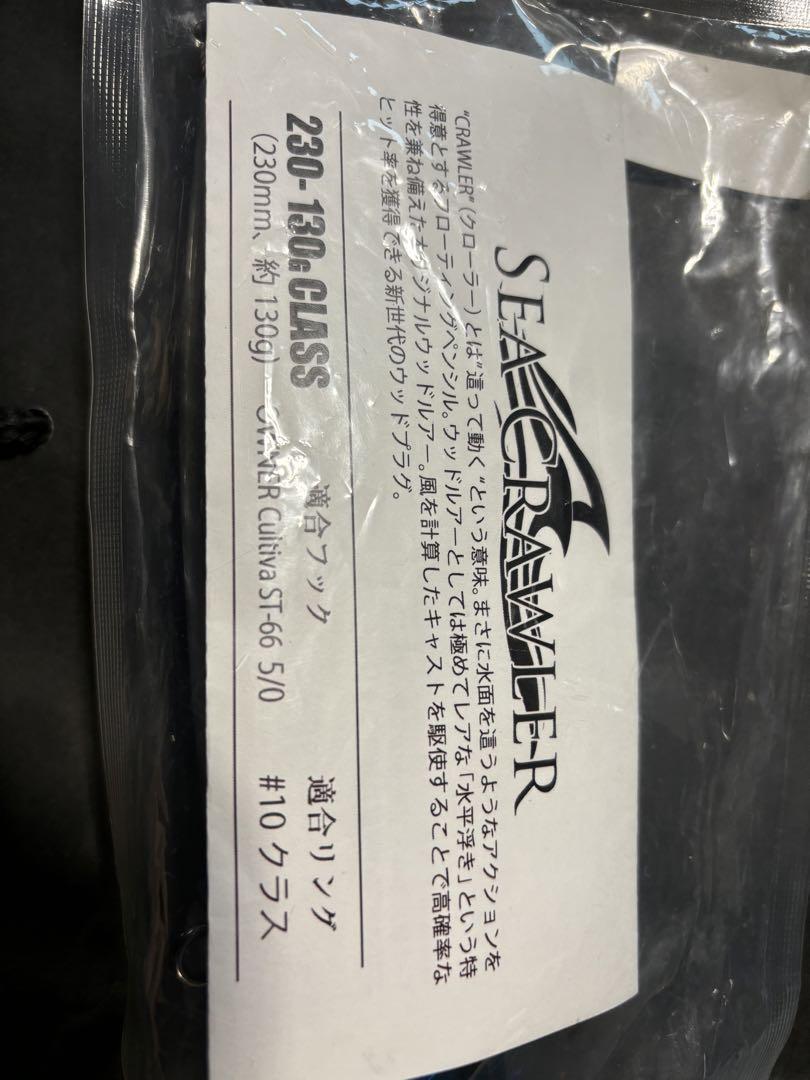 SEA CRAWLER
"CRAWLER"(クローラー)とは"這って動く"という意味。まさに水面を這うようなアクションを
得意とするフローティングペンシル。ウッドルアーとしては極めてレアな「水平浮き」という特
性を兼ね備えたオリジナルウッドルアー。風を計算したキャストを駆使することで高確率な
ヒット率を獲得できる新世代のウッドプラグ。
230-130G CLASS 適合フック 適合リング
(230mm、約130g) OWNER Cultiva ST-66 5/0 #10 クラス